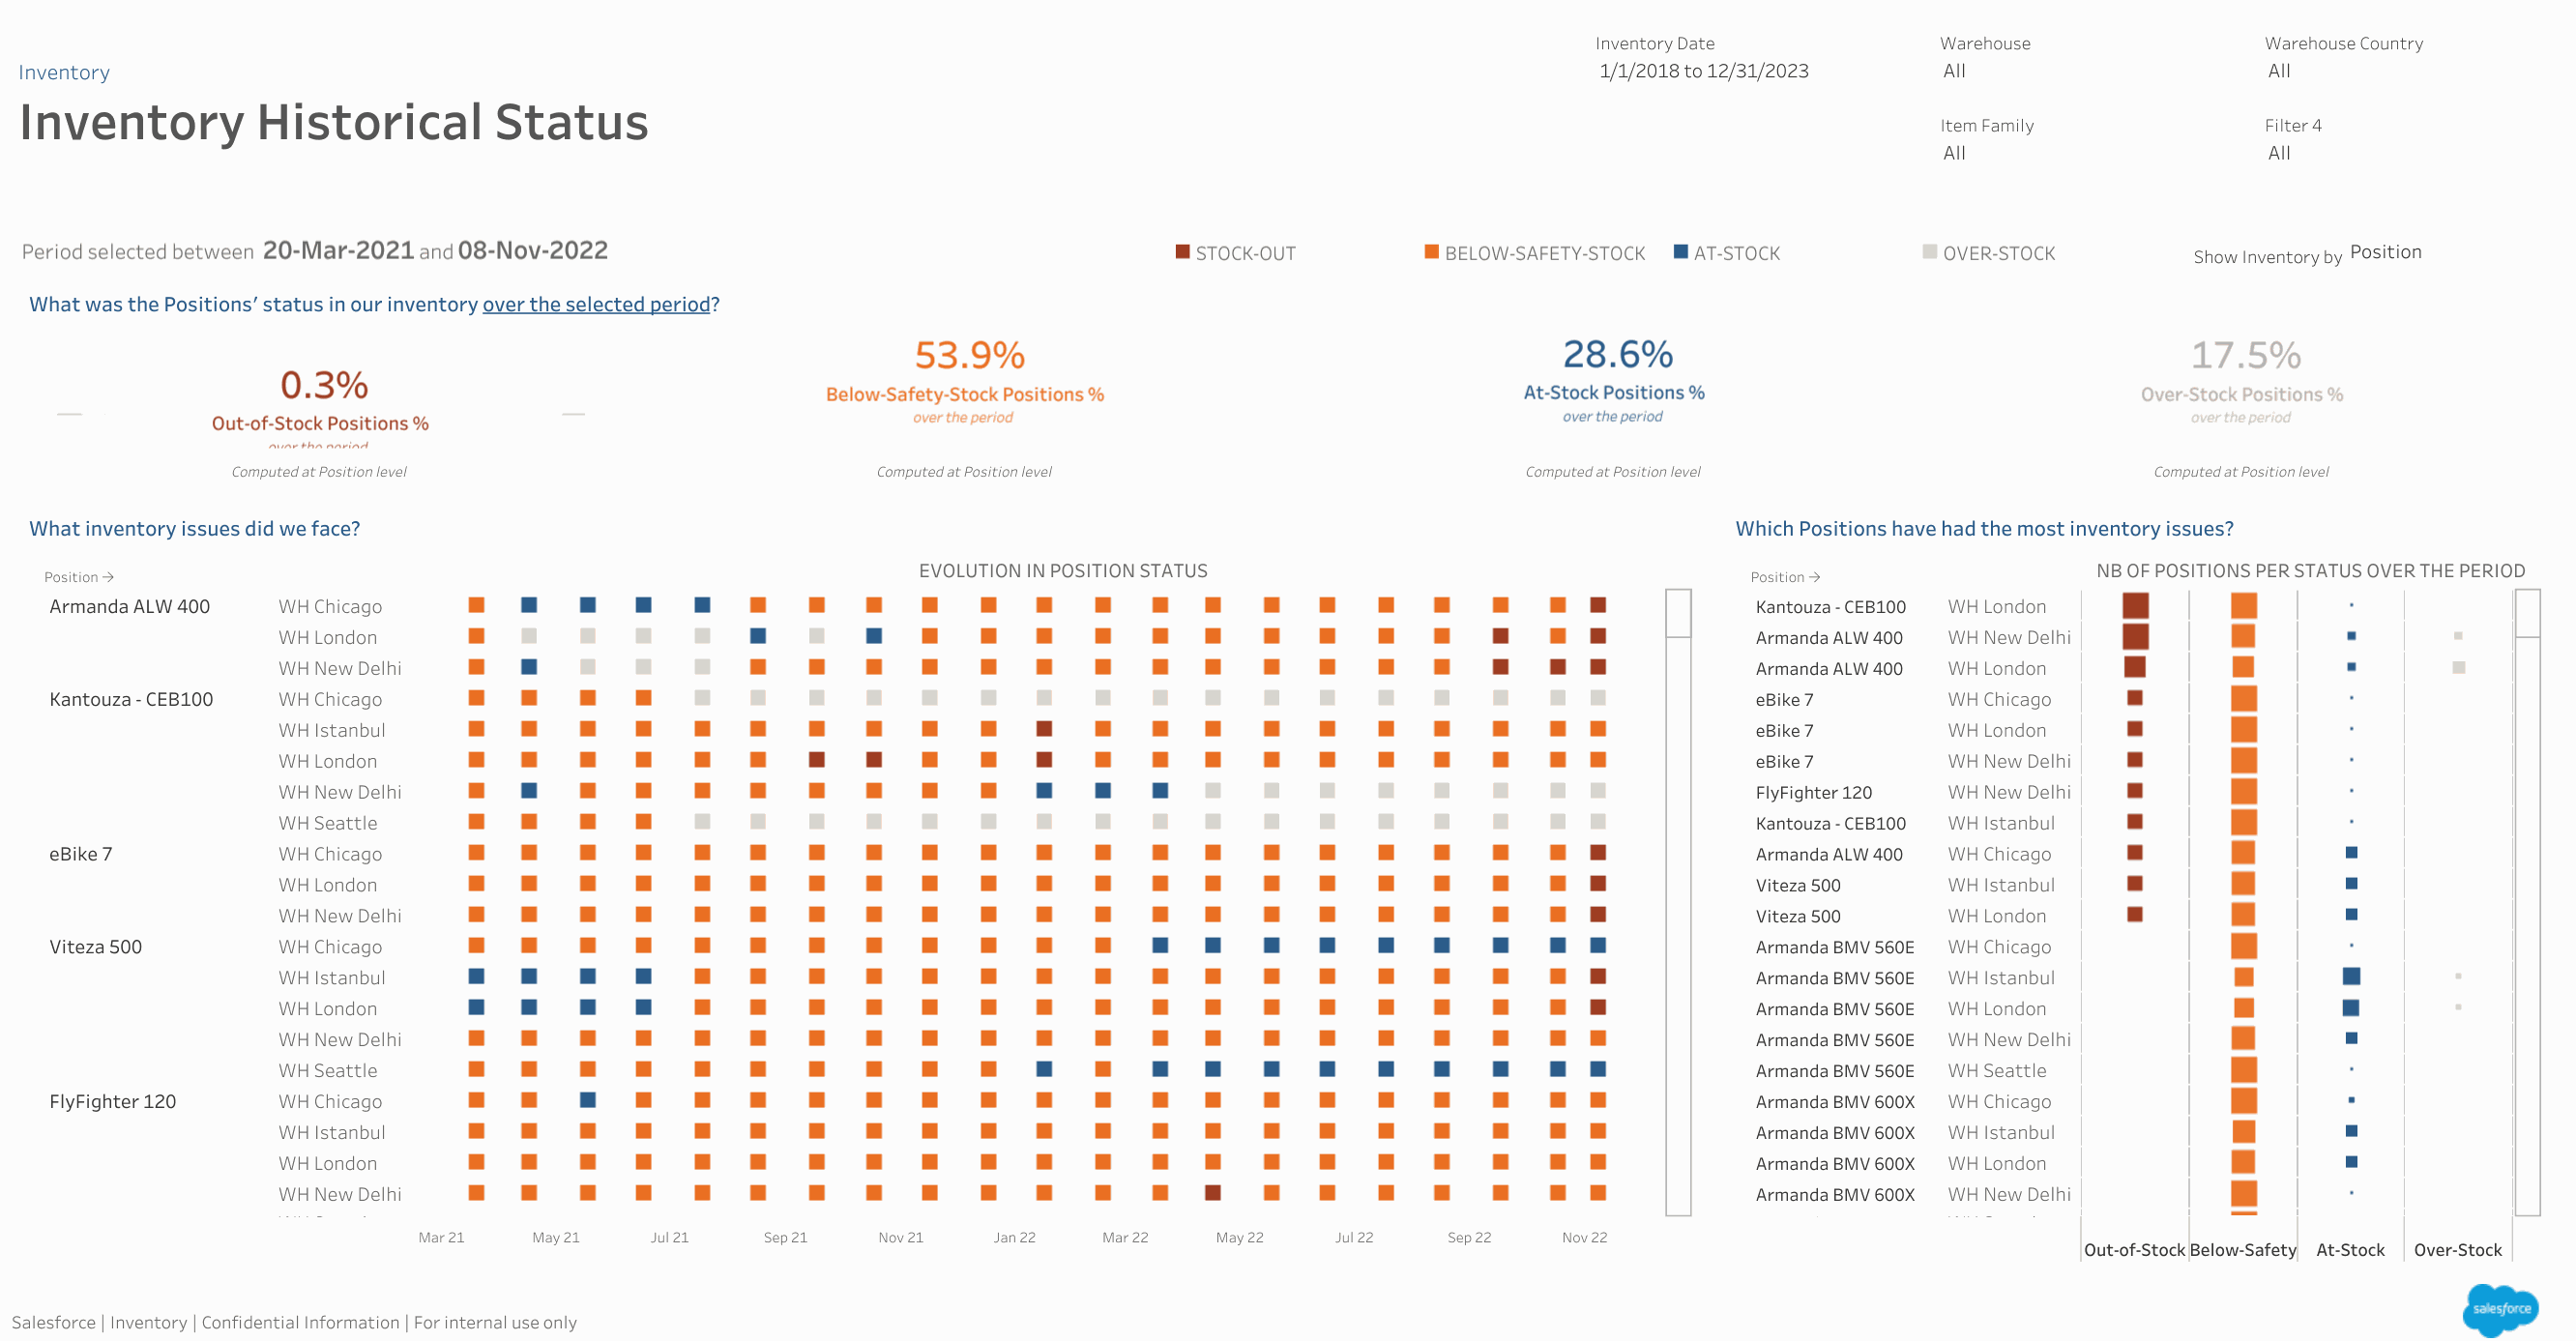 Inventory
Inventory Historical Status
Inventory Date
1/1/2018 to 12/31/2023
Warehouse
All
Warehouse Country
All
Item Family
All
Filter 4
All
Period selected between 20-Mar-2021 and 08-Nov-2022
STOCK-OUT
BELOW-SAFETY-STOCK
AT-STOCK
OVER-STOCK
Show Inventory by Position
What was the Positions’ status in our inventory over the selected period?
0.3%
Out-of-Stock Positions %
over the period
Computed at Position level
53.9%
Below-Safety-Stock Positions %
over the period
Computed at Position level
28.6%
At-Stock Positions %
over the period
Computed at Position level
17.5%
Over-Stock Positions %
over the period
Computed at Position level
What inventory issues did we face?
EVOLUTION IN POSITION STATUS
Position →
Armanda ALW 400 WH Chicago
WH London
WH New Delhi
Kantouza - CEB100 WH Chicago
WH Istanbul
WH London
WH New Delhi
WH Seattle
eBike 7 WH Chicago
WH London
WH New Delhi
Viteza 500 WH Chicago
WH Istanbul
WH London
WH New Delhi
WH Seattle
FlyFighter 120 WH Chicago
WH Istanbul
WH London
WH New Delhi
Mar 21 May 21 Jul 21 Sep 21 Nov 21 Jan 22 Mar 22 May 22 Jul 22 Sep 22 Nov 22
Which Positions have had the most inventory issues?
NB OF POSITIONS PER STATUS OVER THE PERIOD
Position →
Kantouza - CEB100 WH London
Armanda ALW 400 WH New Delhi
Armanda ALW 400 WH London
eBike 7 WH Chicago
eBike 7 WH London
eBike 7 WH New Delhi
FlyFighter 120 WH New Delhi
Kantouza - CEB100 WH Istanbul
Armanda ALW 400 WH Chicago
Viteza 500 WH Istanbul
Viteza 500 WH London
Armanda BMV 560E WH Chicago
Armanda BMV 560E WH Istanbul
Armanda BMV 560E WH London
Armanda BMV 560E WH New Delhi
Armanda BMV 560E WH Seattle
Armanda BMV 600X WH Chicago
Armanda BMV 600X WH Istanbul
Armanda BMV 600X WH London
Armanda BMV 600X WH New Delhi
Out-of-Stock Below-Safety At-Stock Over-Stock
Salesforce | Inventory | Confidential Information | For internal use only
salesforce